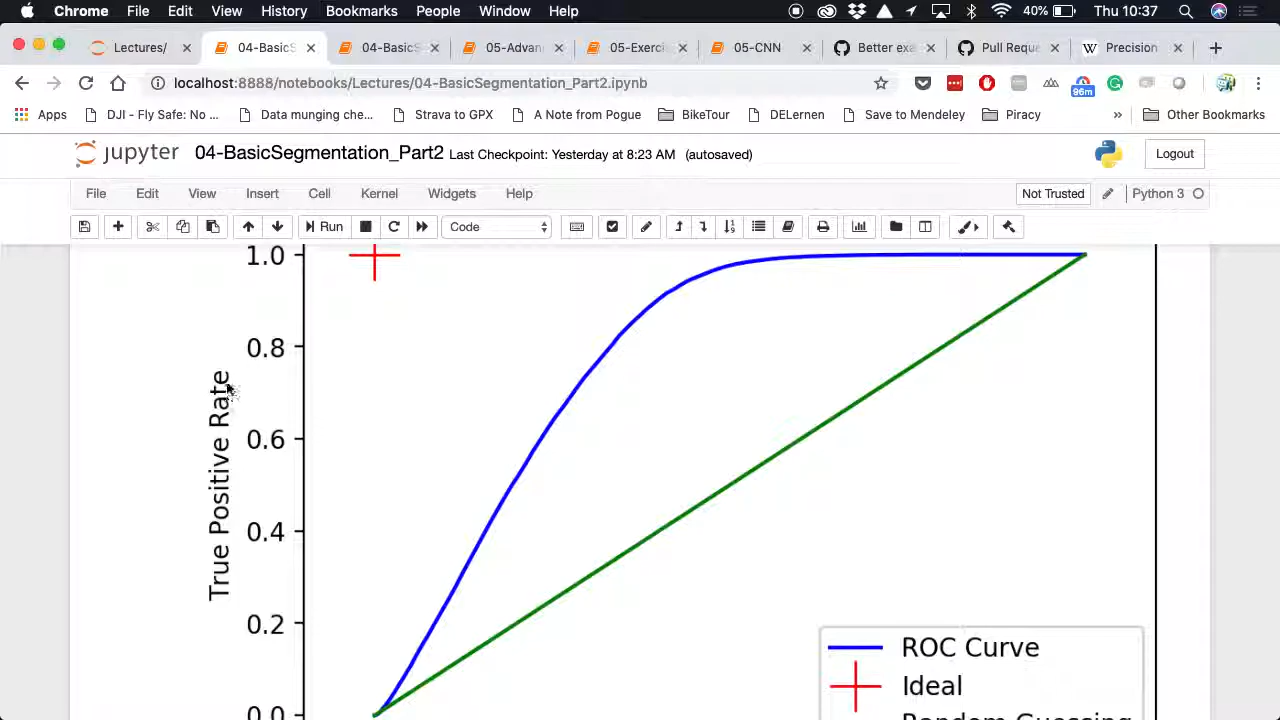 Chrome File Edit View History Bookmarks People Window Help 40% Thu 10:37
Lectures/ 04-BasicS 04-BasicS 05-Advan 05-Exerci 05-CNN Better exa Pull Reque Precision
localhost:8888/notebooks/Lectures/04-BasicSegmentation_Part2.ipynb 96m
Apps DJI - Fly Safe: No ... Data munging che... Strava to GPX A Note from Pogue BikeTour DELernen Save to Mendeley Piracy » Other Bookmarks
jupyter 04-BasicSegmentation_Part2 Last Checkpoint: Yesterday at 8:23 AM (autosaved) Logout
File Edit View Insert Cell Kernel Widgets Help Not Trusted Python 3
Run Code
1.0
0.8
0.6
0.4
0.2
0.0
True Positive Rate
ROC Curve
Ideal
Random Guessing